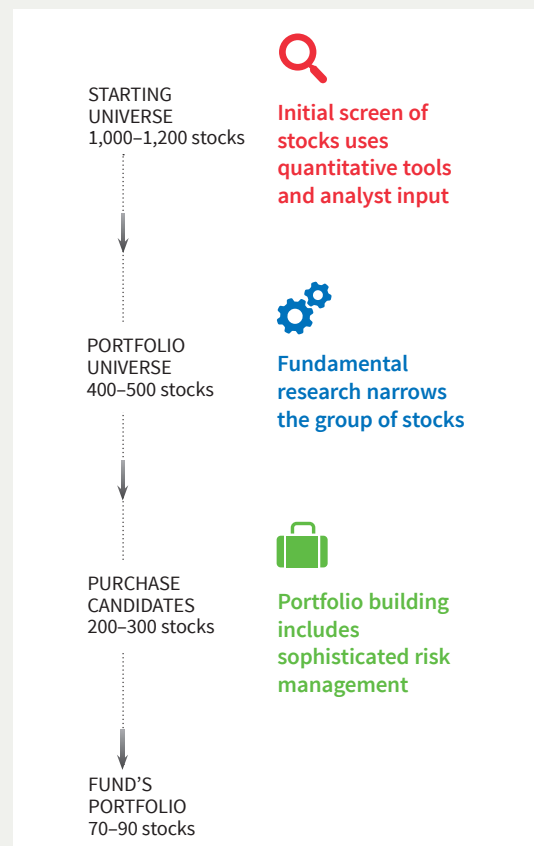 STARTING
UNIVERSE
1,000–1,200 stocks
Initial screen of
stocks uses
quantitative tools
and analyst input
PORTFOLIO
UNIVERSE
400–500 stocks
Fundamental
research narrows
the group of stocks
PURCHASE
CANDIDATES
200–300 stocks
Portfolio building
includes
sophisticated risk
management
FUND’S
PORTFOLIO
70–90 stocks